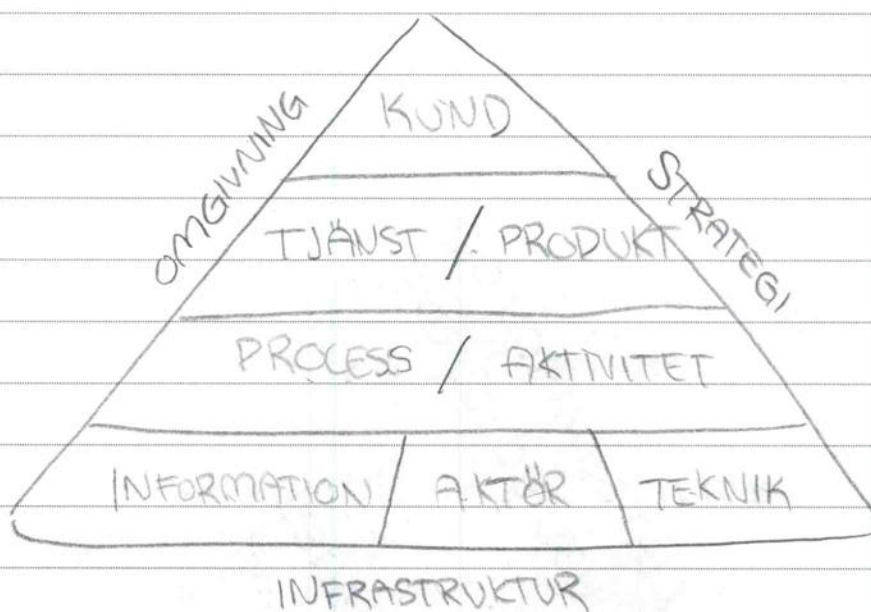 KUND
OMGIVNING
STRATEGI
TJÄNST / PRODUKT
PROCESS / AKTIVITET
INFORMATION AKTÖR TEKNIK
INFRASTRUKTUR